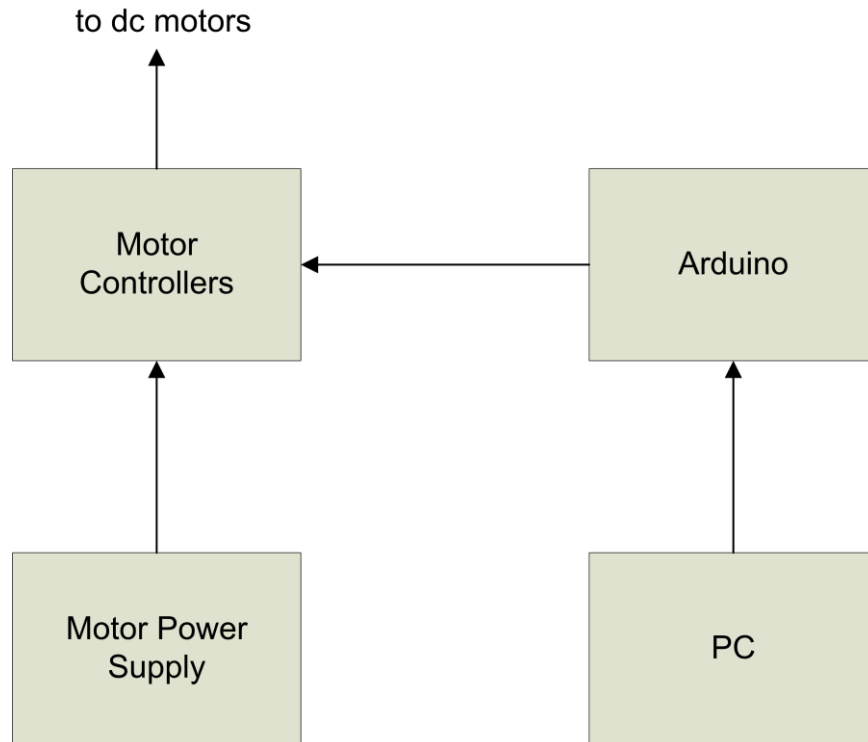 to dc motors
Motor
Controllers
Arduino
Motor Power
Supply
PC